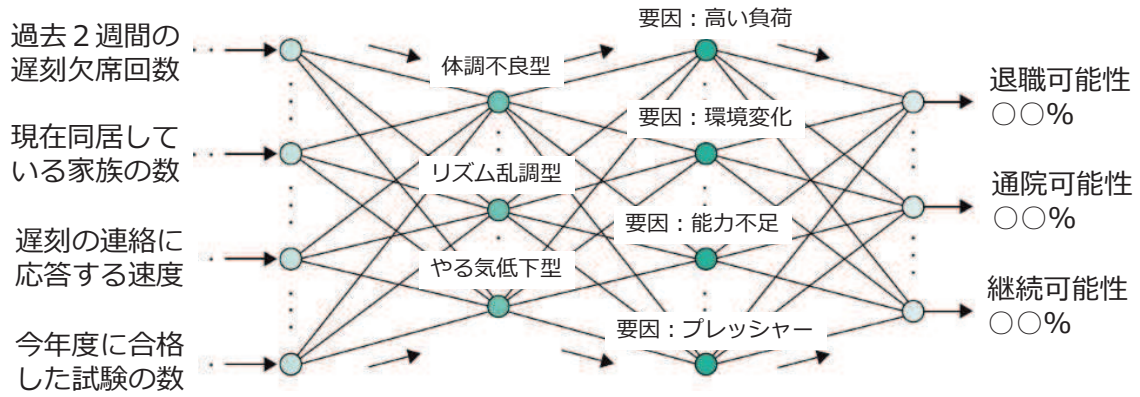 過去２週間の
遅刻欠席回数
現在同居して
いる家族の数
遅刻の連絡に
応答する速度
今年度に合格
した試験の数
体調不良型
リズム乱調型
やる気低下型
要因：高い負荷
要因：環境変化
要因：能力不足
要因：プレッシャー
退職可能性
○○%
通院可能性
○○%
継続可能性
○○%